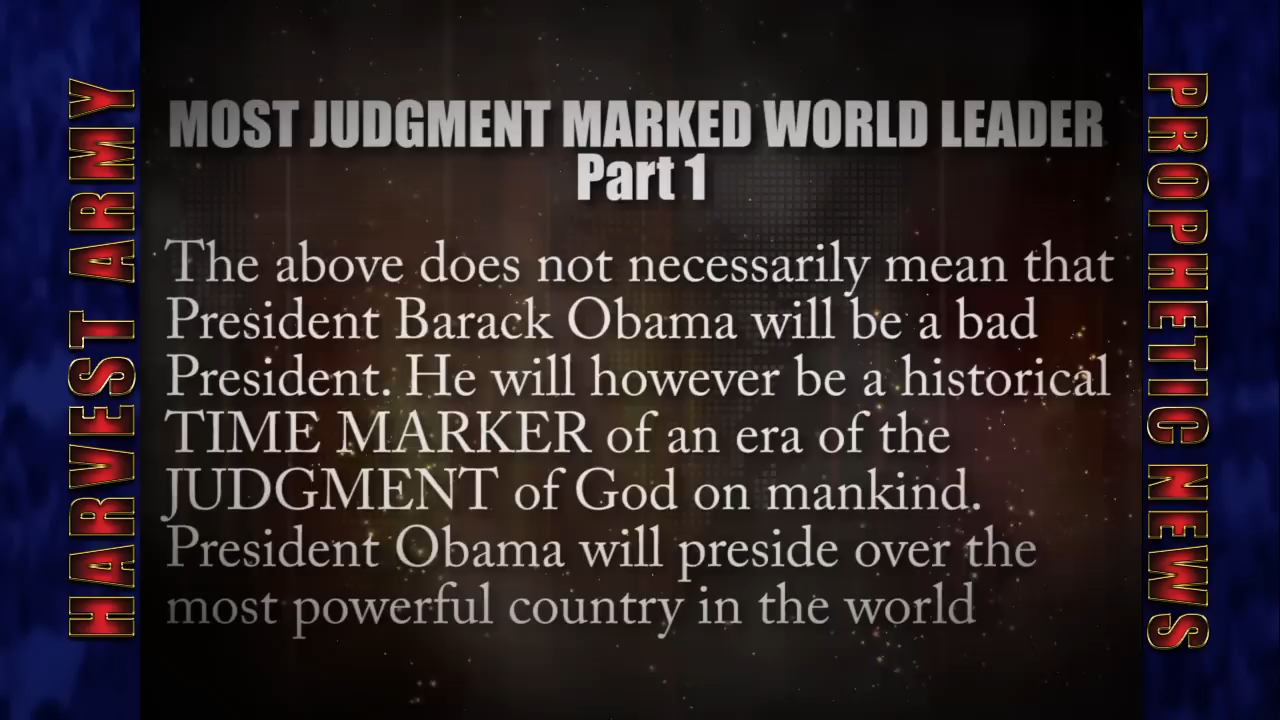 HARVEST ARMY
MOST JUDGMENT MARKED WORLD LEADER
Part 1
The above does not necessarily mean that
President Barack Obama will be a bad
President. He will however be a historical
TIME MARKER of an era of the
JUDGMENT of God on mankind.
President Obama will preside over the
most powerful country in the world
PROPHETIC NEWS